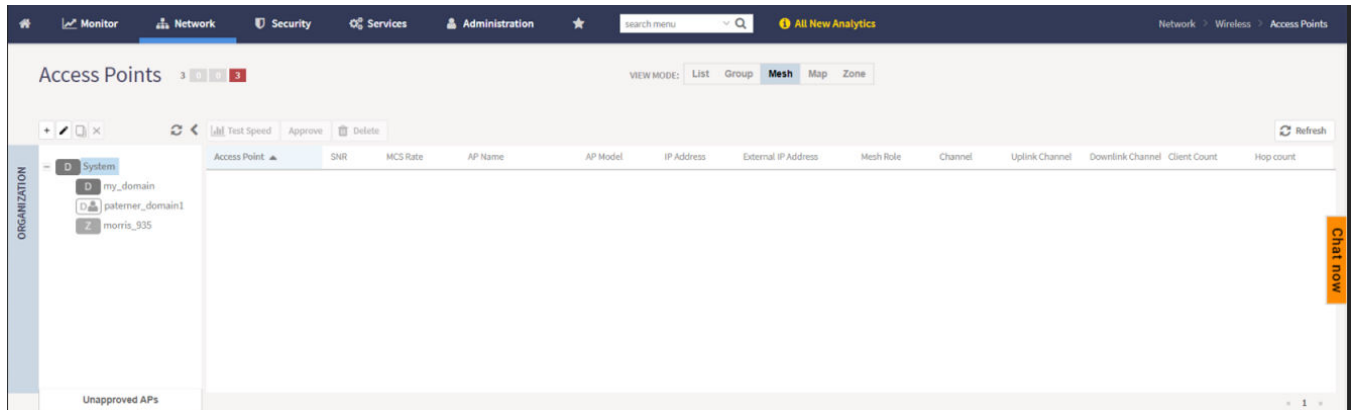 Monitor Network Security Services Administration search menu All New Analytics Network > Wireless > Access Points
Access Points 3 0 0 3 VIEW MODE: List Group Mesh Map Zone
Test Speed Approve Delete Refresh
ORGANIZATION
D System
D my_domain
D paterner_domain1
Z morris_935
Access Point SNR MCS Rate AP Name AP Model IP Address External IP Address Mesh Role Channel Uplink Channel Downlink Channel Client Count Hop count
Chat now
Unapproved APs
1